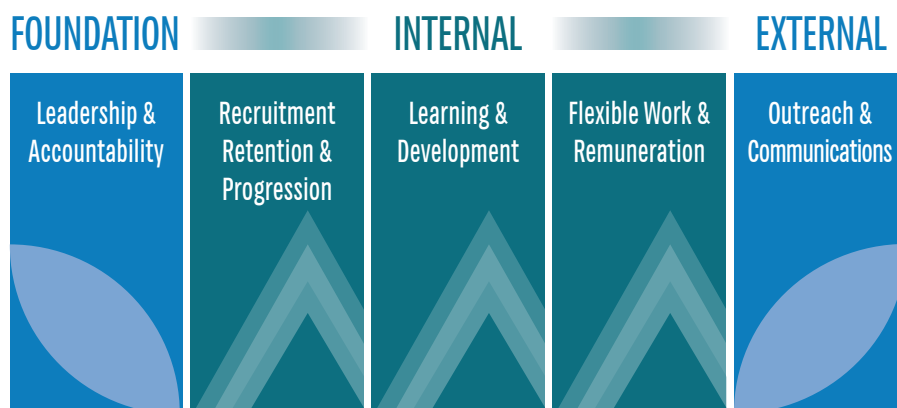 FOUNDATION INTERNAL EXTERNAL
Leadership &
Accountability
Recruitment
Retention &
Progression
Learning &
Development
Flexible Work &
Remuneration
Outreach &
Communications